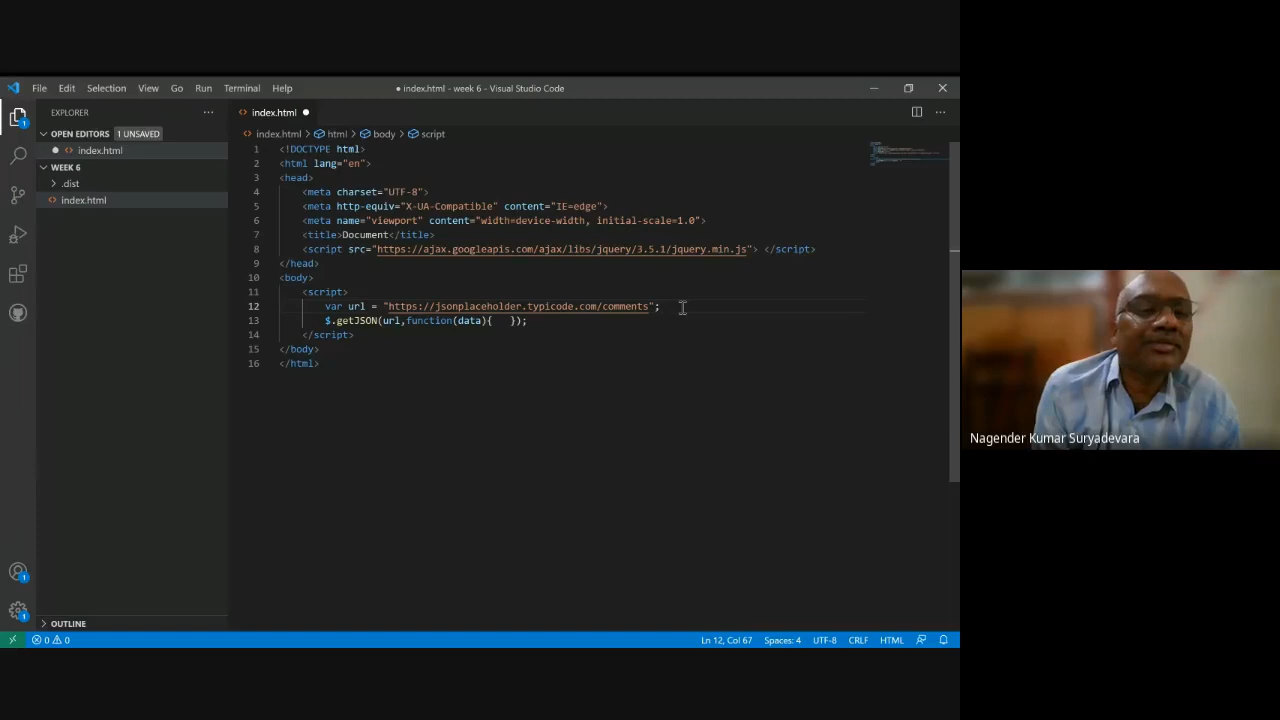 File Edit Selection View Go Run Terminal Help
● index.html - week 6 - Visual Studio Code
EXPLORER
OPEN EDITORS 1 UNSAVED
index.html
WEEK 6
.dist
index.html
OUTLINE
index.html
index.html > html > body > script
1 <!DOCTYPE html>
2 <html lang="en">
3 <head>
4 <meta charset="UTF-8">
5 <meta http-equiv="X-UA-Compatible" content="IE=edge">
6 <meta name="viewport" content="width=device-width, initial-scale=1.0">
7 <title>Document</title>
8 <script src="https://ajax.googleapis.com/ajax/libs/jquery/3.5.1/jquery.min.js"> </script>
9 </head>
10 <body>
11 <script>
12 var url = "https://jsonplaceholder.typicode.com/comments";
13 $.getJSON(url,function(data){   });
14 </script>
15 </body>
16 </html>
1
1
1
0 0
Ln 12, Col 67 Spaces: 4 UTF-8 CRLF HTML
Nagender Kumar Suryadevara